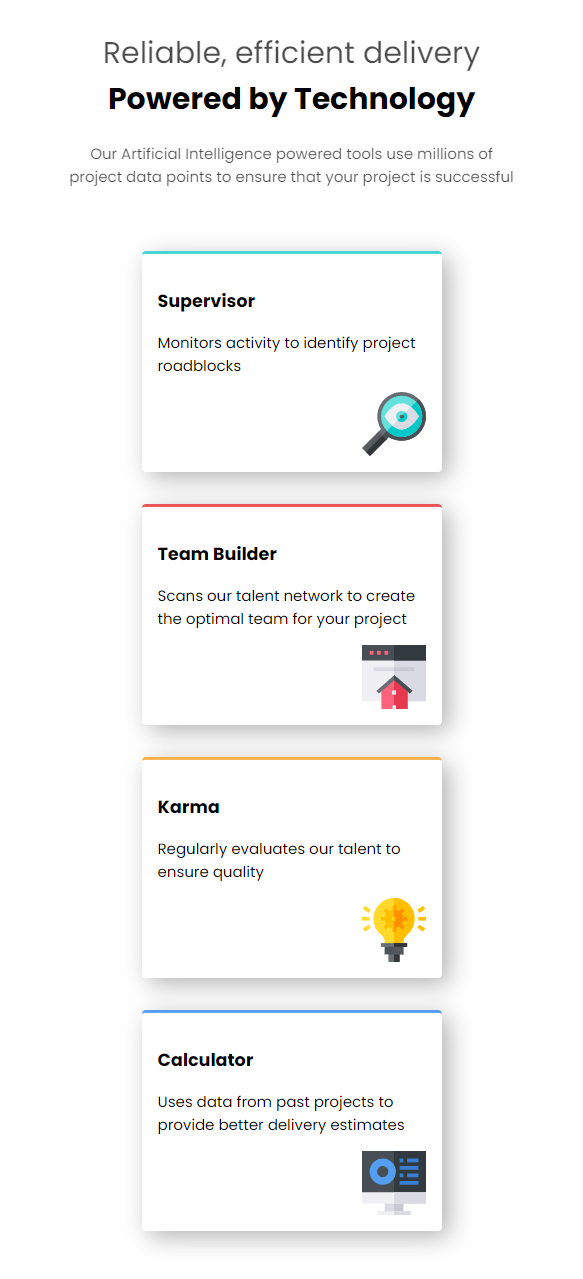 Reliable, efficient delivery
Powered by Technology
Our Artificial Intelligence powered tools use millions of
project data points to ensure that your project is successful
Supervisor
Monitors activity to identify project
roadblocks
Team Builder
Scans our talent network to create
the optimal team for your project
Karma
Regularly evaluates our talent to
ensure quality
Calculator
Uses data from past projects to
provide better delivery estimates